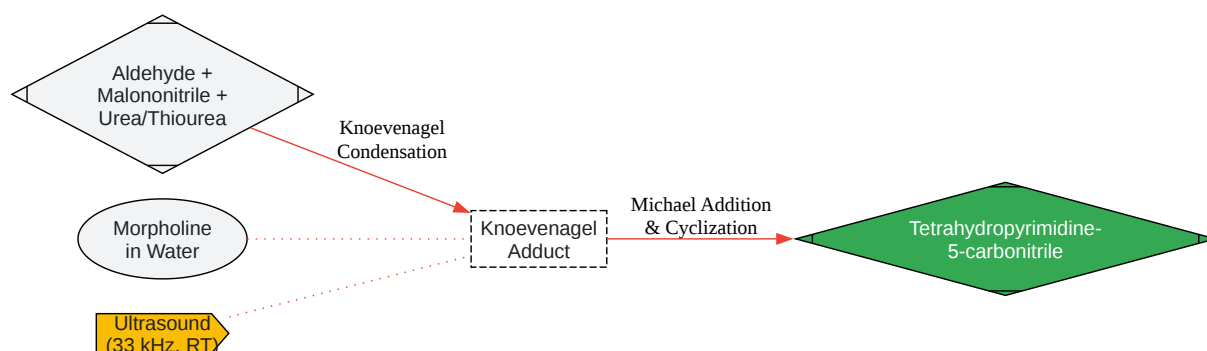 Aldehyde +
Malononitrile +
Urea/Thiourea
Knoevenagel
Condensation
Morpholine
in Water
Knoevenagel
Adduct
Michael Addition
& Cyclization
Tetrahydropyrimidine-
5-carbonitrile
Ultrasound
(33 kHz, RT)